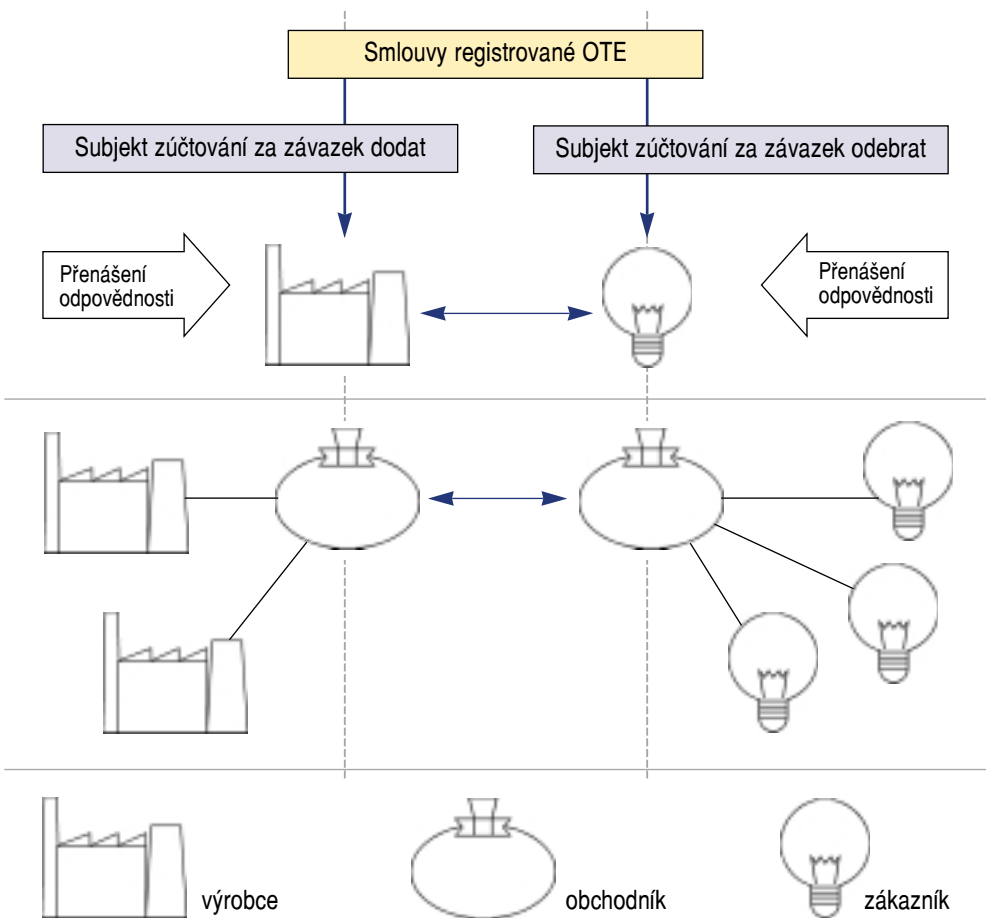 Smlouvy registrované OTE
Subjekt zúčtování za závazek dodat
Subjekt zúčtování za závazek odebrat
Přenášení
odpovědnosti
Přenášení
odpovědnosti
výrobce
obchodník
zákazník